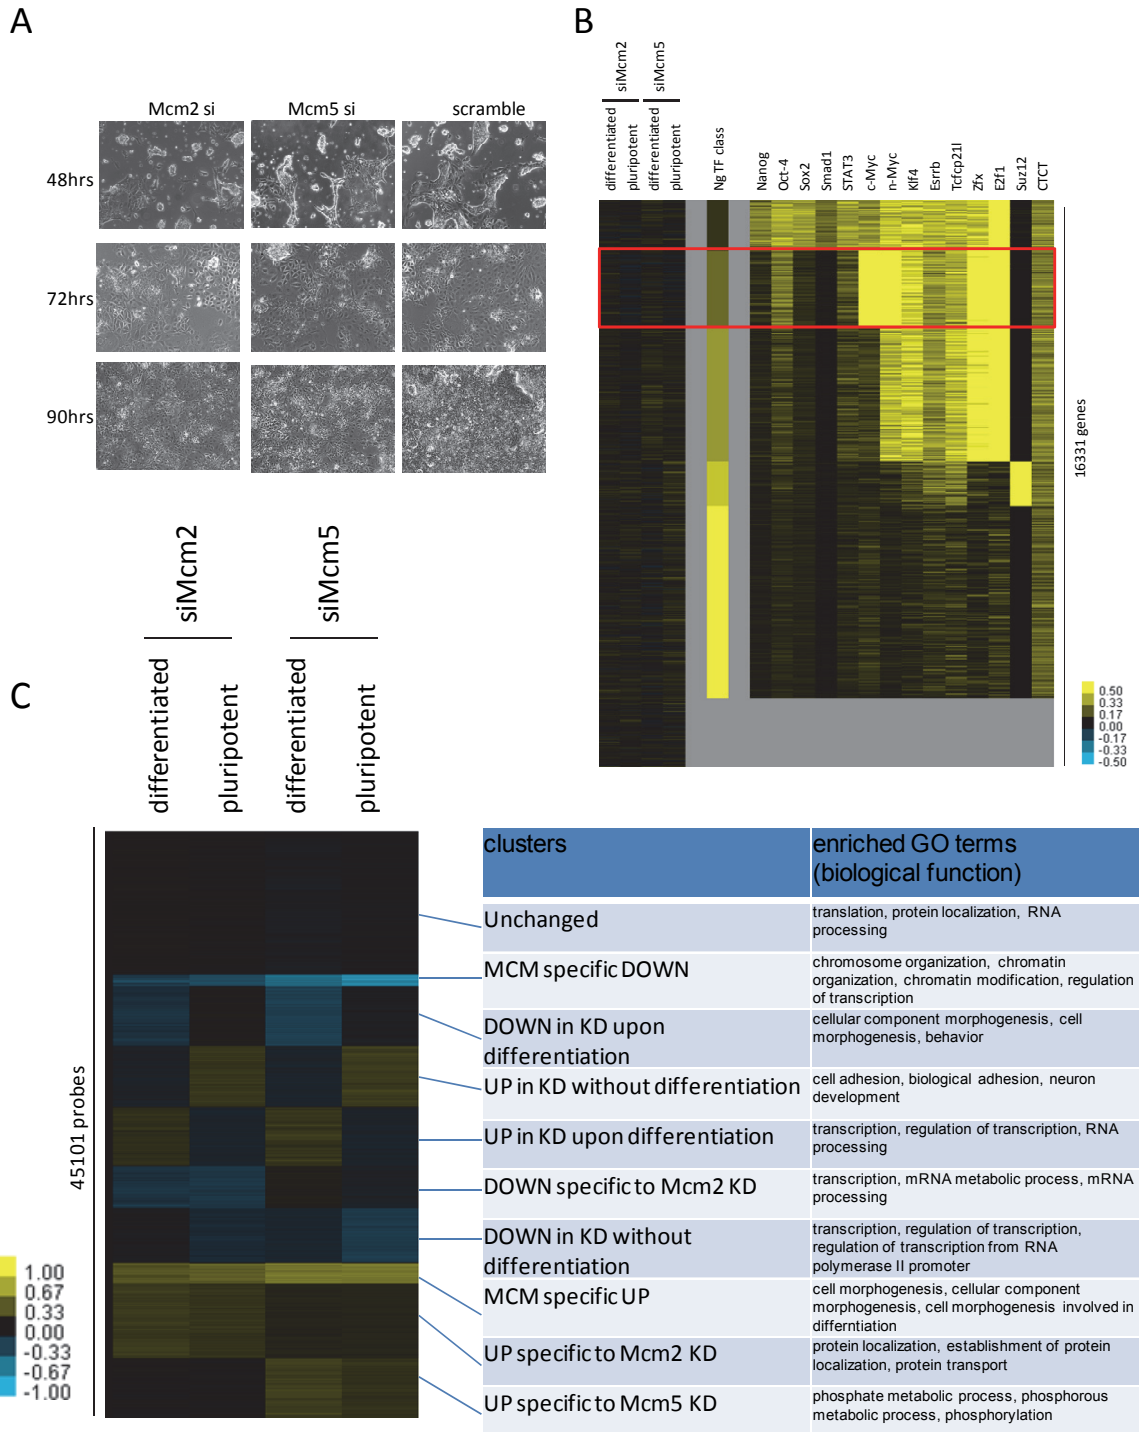 A
Mcm2 si
Mcm5 si
scramble
48hrs
72hrs
90hrs
B
siMcm2
siMcm5
differentiated
pluripotent
differentiated
pluripotent
Ng TF class
Nanog
Oct-4
Sox2
Smad1
STAT3
c-Myc
n-Myc
Klf4
Esrrb
Tcfcp21l
Zfx
E2f1
Suz12
CTCT
16331 genes
0.50
0.33
0.17
0.00
-0.17
-0.33
-0.50
C
siMcm2
siMcm5
differentiated
pluripotent
differentiated
pluripotent
45101 probes
1.00
0.67
0.33
0.00
-0.33
-0.67
-1.00
clusters
enriched GO terms
(biological function)
Unchanged
translation, protein localization, RNA
processing
MCM specific DOWN
chromosome organization, chromatin
organization, chromatin modification, regulation
of transcription
DOWN in KD upon
differentiation
cellular component morphogenesis, cell
morphogenesis, behavior
UP in KD without differentiation
cell adhesion, biological adhesion, neuron
development
UP in KD upon differentiation
transcription, regulation of transcription, RNA
processing
DOWN specific to Mcm2 KD
transcription, mRNA metabolic process, mRNA
processing
DOWN in KD without
differentiation
transcription, regulation of transcription,
regulation of transcription from RNA
polymerase II promoter
MCM specific UP
cell morphogenesis, cellular component
morphogenesis, cell morphogenesis involved in
differntiation
UP specific to Mcm2 KD
protein localization, establishment of protein
localization, protein transport
UP specific to Mcm5 KD
phosphate metabolic process, phosphorous
metabolic process, phosphorylation